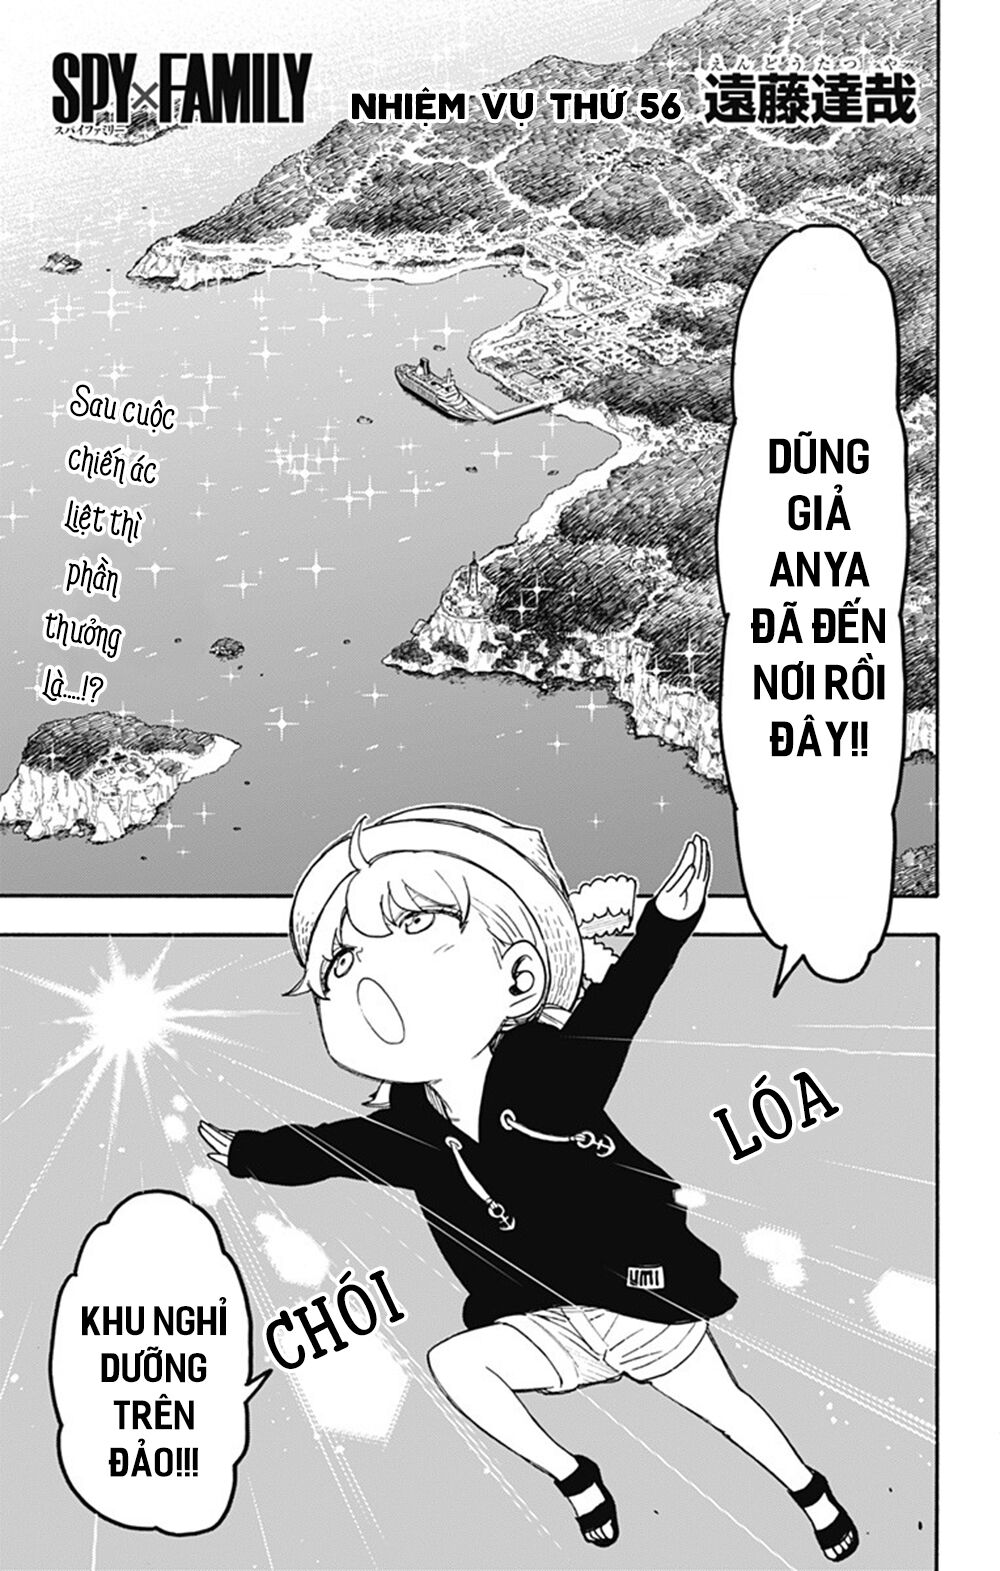 SPY×FAMILY
スパイファミリー
NHIỆM VỤ THỨ 56
えんどうたつや
遠藤達哉
Sau cuộc
chiến ác
liệt thì
phần
thưởng
là....!?
DŨNG
GIẢ
ANYA
ĐÃ ĐẾN
NƠI RỒI
ĐÂY!!
LÓA
CHÓI
UMI
KHU NGHỈ
DƯỠNG
TRÊN
ĐẢO!!!